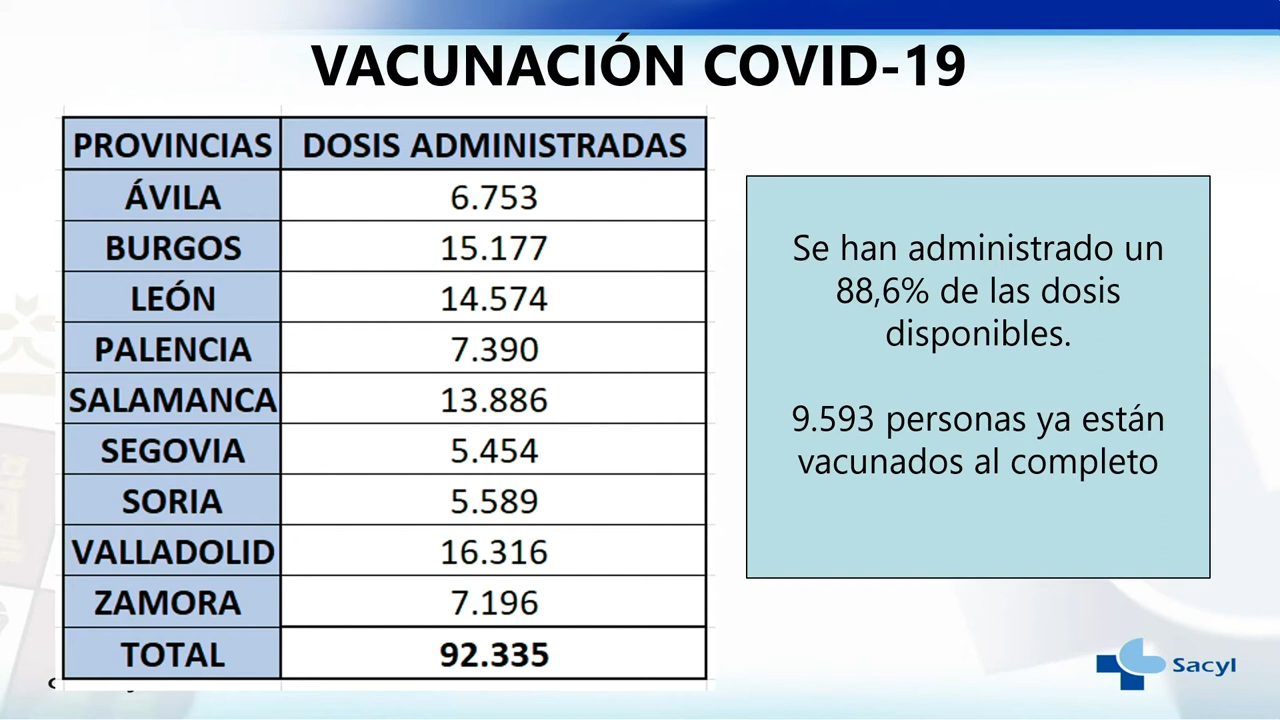 VACUNACIÓN COVID-19
PROVINCIAS DOSIS ADMINISTRADAS
ÁVILA 6.753
BURGOS 15.177
LEÓN 14.574
PALENCIA 7.390
SALAMANCA 13.886
SEGOVIA 5.454
SORIA 5.589
VALLADOLID 16.316
ZAMORA 7.196
TOTAL 92.335
Se han administrado un
88,6% de las dosis
disponibles.
9.593 personas ya están
vacunados al completo
Sacyl